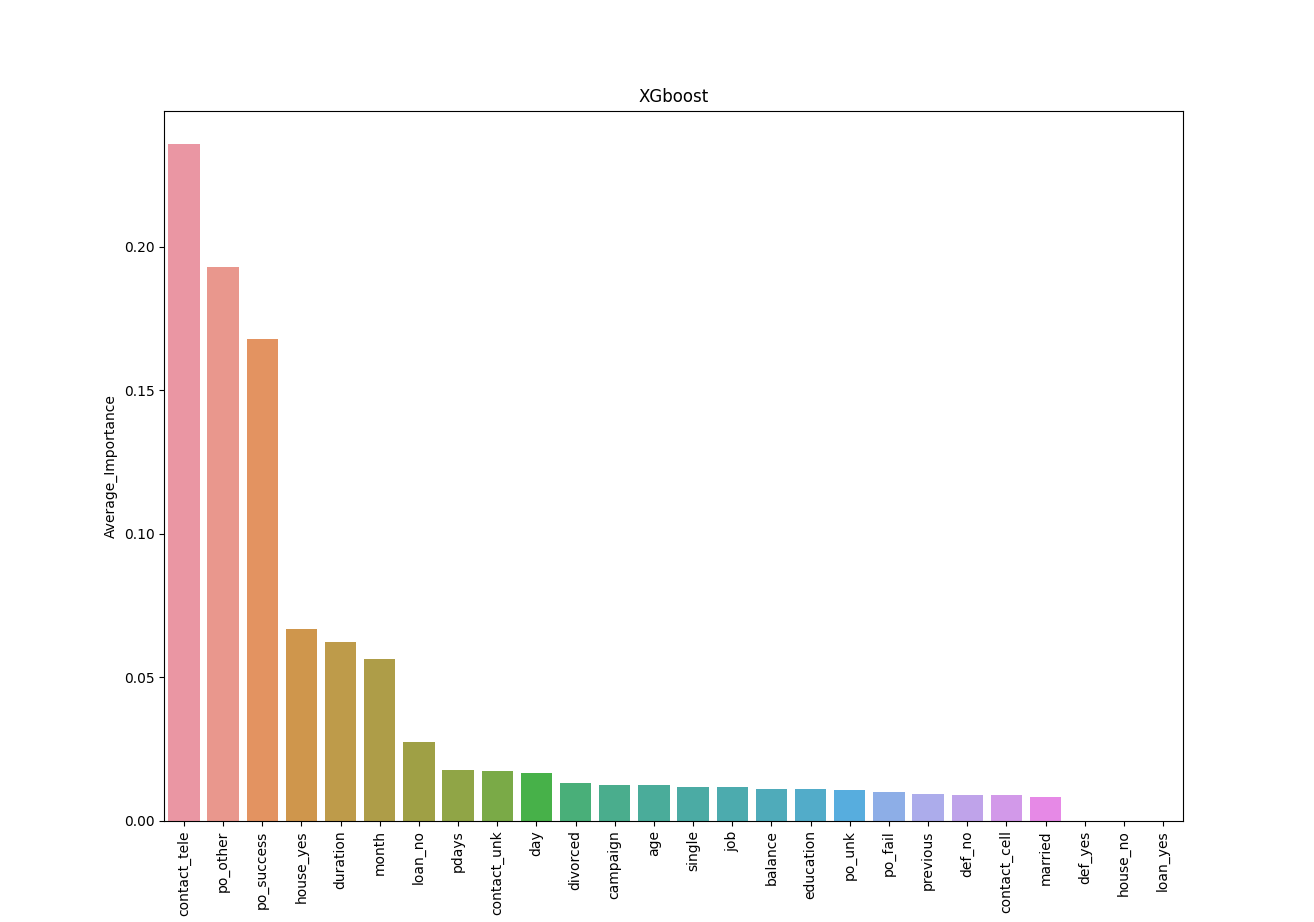 XGboost
Average_Importance
0.20
0.15
0.10
0.05
0.00
contact_tele
po_other
po_success
house_yes
duration
month
loan_no
pdays
contact_unk
day
divorced
campaign
age
single
job
balance
education
po_unk
po_fail
previous
def_no
contact_cell
married
def_yes
house_no
loan_yes